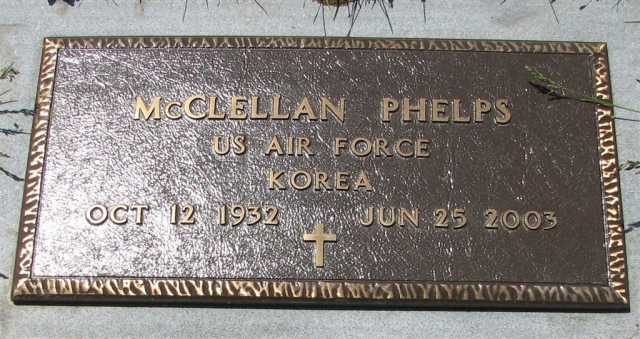 McCLELLAN PHELPS
US AIR FORCE
KOREA
OCT 12 1932 JUN 25 2003